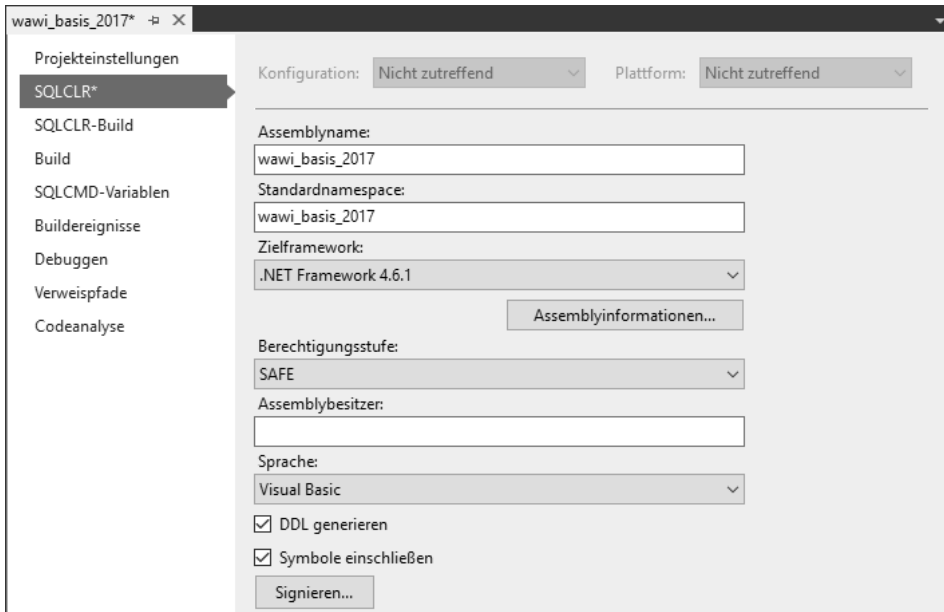 wawi_basis_2017*
Projekteinstellungen
SQLCLR*
SQLCLR-Build
Build
SQLCMD-Variablen
Buildereignisse
Debuggen
Verweispfade
Codeanalyse
Konfiguration: Nicht zutreffend Plattform: Nicht zutreffend
Assemblyname:
wawi_basis_2017
Standardnamespace:
wawi_basis_2017
Zielframework:
.NET Framework 4.6.1
Assemblyinformationen...
Berechtigungsstufe:
SAFE
Assemblybesitzer:
Sprache:
Visual Basic
DDL generieren
Symbole einschließen
Signieren...